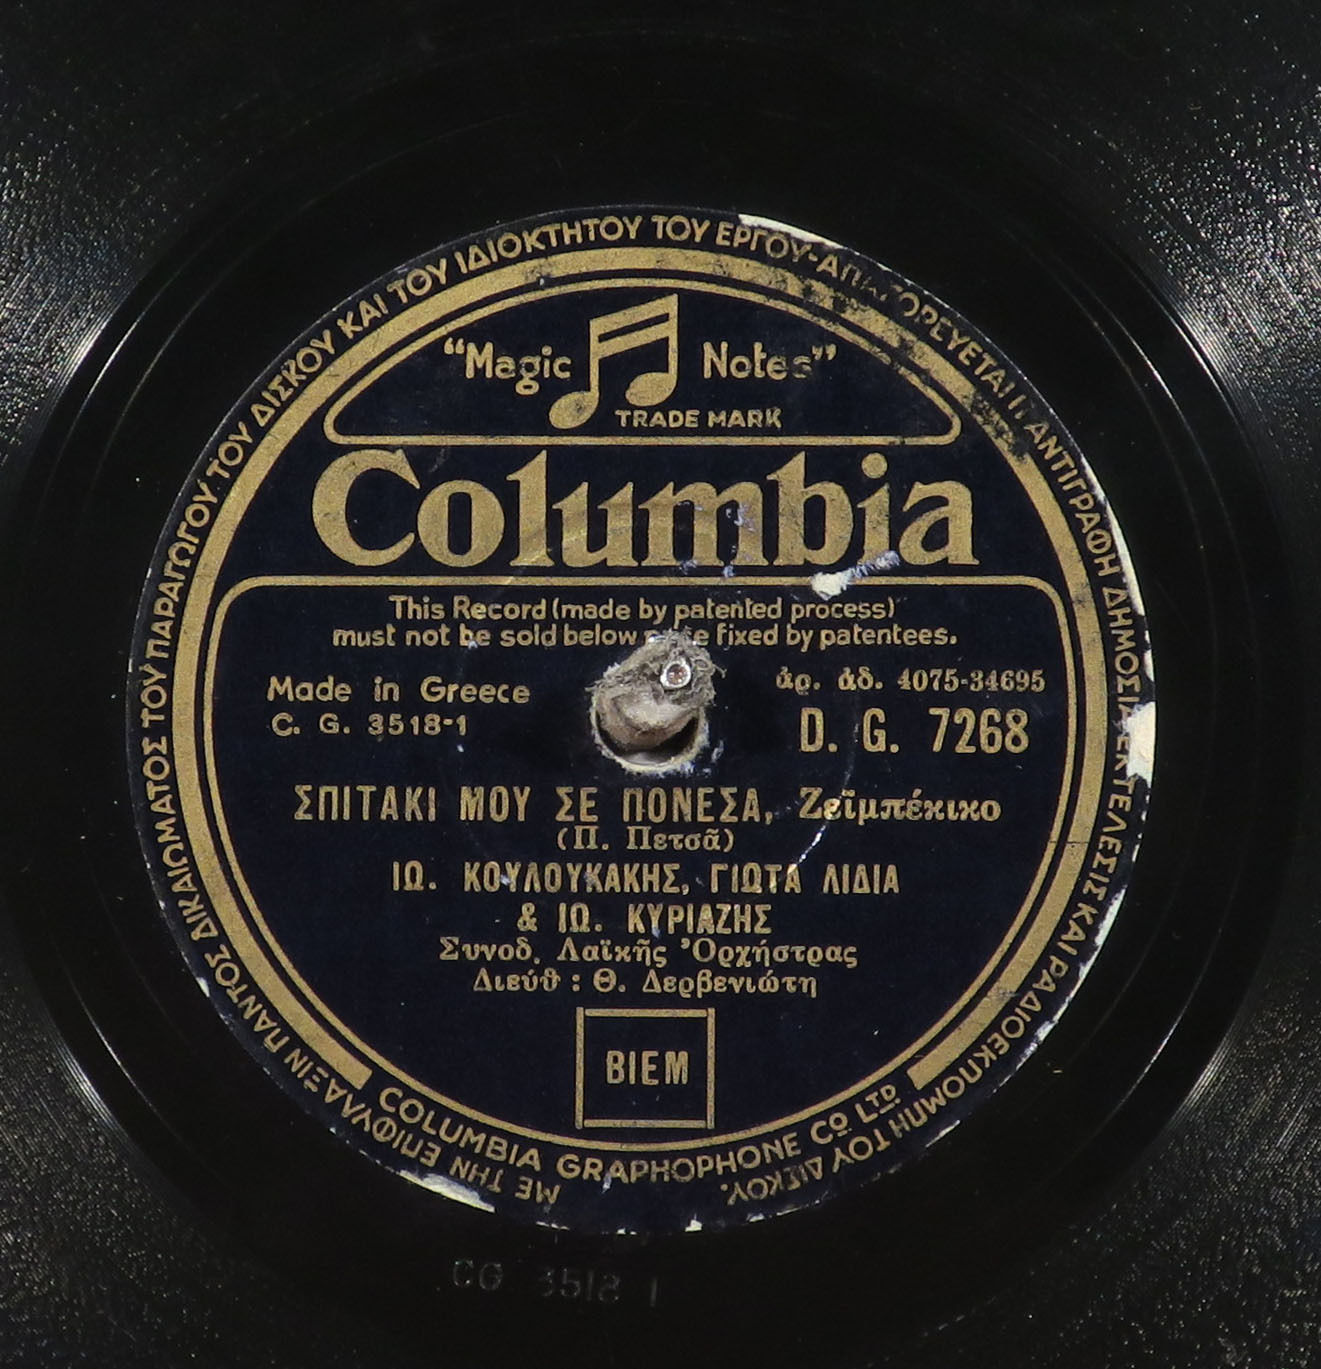 ΜΕ ΤΗΝ ΕΠΙΦΥΛΑΞΙΝ ΠΑΝΤΟΣ ΔΙΚΑΙΩΜΑΤΟΣ ΤΟΥ ΠΑΡΑΓΩΓΟΥ ΤΟΥ ΔΙΣΚΟΥ ΚΑΙ ΤΟΥ ΙΔΙΟΚΤΗΤΟΥ ΤΟΥ ΕΡΓΟΥ-ΑΠΑΓΟΡΕΥΕΤΑΙ Η ΑΝΤΙΓΡΑΦΗ ΔΗΜΟΣΙΑ ΕΚΤΕΛΕΣΙΣ ΚΑΙ ΡΑΔΙΟΕΚΠΟΜΠΗ ΤΟΥ ΔΙΣΚΟΥ.
“Magic Notes”
TRADE MARK
Columbia
This Record (made by patented process)
must not be sold below fixed by patentees.
Made in Greece
ἀρ. ἀδ. 4075-34695
C. G. 3518-1
D. G. 7268
ΣΠΙΤΑΚΙ ΜΟΥ ΣΕ ΠΟΝΕΣΑ, Ζεϊμπέκικο
(Π. Πετσᾶ)
ΙΩ. ΚΟΥΛΟΥΚΑΚΗΣ, ΓΙΩΤΑ ΛΙΔΙΑ
& ΙΩ. ΚΥΡΙΑΖΗΣ
Συνοδ. Λαϊκῆς Ὀρχήστρας
Διεύθ : Θ. Δερβενιώτη
BIEM
COLUMBIA GRAPHOPHONE CO LTD
CG 3518 1